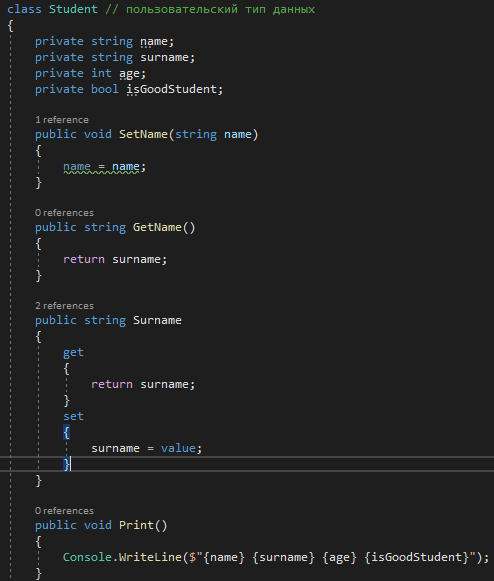 class Student // пользовательский тип данных
{
private string name;
private string surname;
private int age;
private bool isGoodStudent;
1 reference
public void SetName(string name)
{
name = name;
}
0 references
public string GetName()
{
return surname;
}
2 references
public string Surname
{
get
{
return surname;
}
set
{
surname = value;
}
}
0 references
public void Print()
{
Console.WriteLine($"{name} {surname} {age} {isGoodStudent}");
}